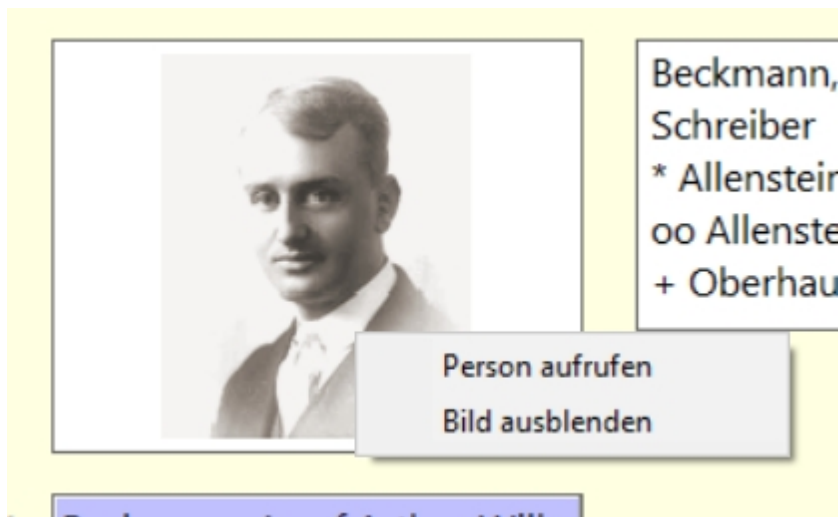 Beckmann,
Schreiber
* Allenstein
oo Allenste
+ Oberhau
Person aufrufen
Bild ausblenden